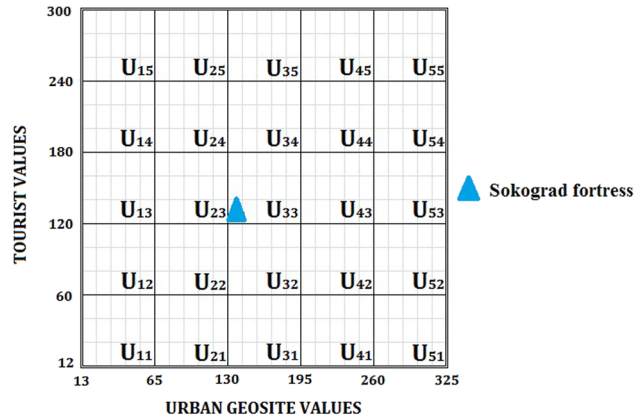 300
U15 U25 U35 U45 U55
240
U14 U24 U34 U44 U54
180
U13 U23 U33 U43 U53
120
U12 U22 U32 U42 U52
60
U11 U21 U31 U41 U51
12
13 65 130 195 260 325
TOURIST VALUES
URBAN GEOSITE VALUES
Sokograd fortress